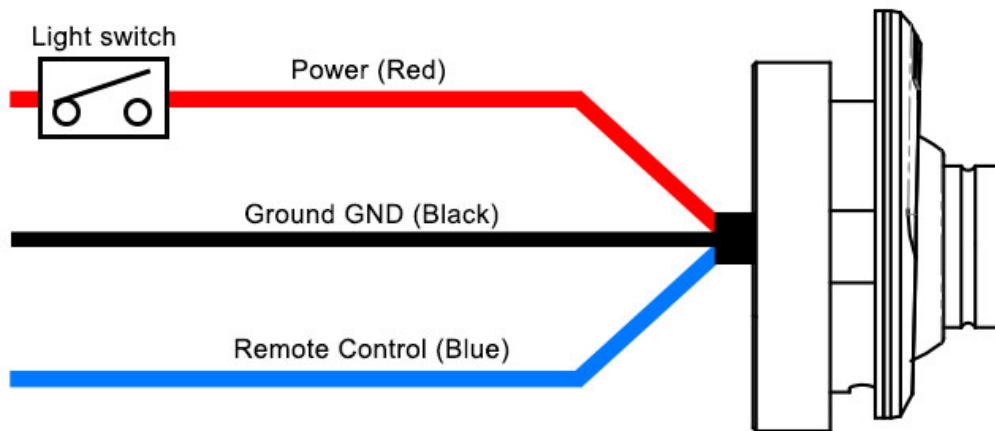 Light switch
Power (Red)
Ground GND (Black)
Remote Control (Blue)